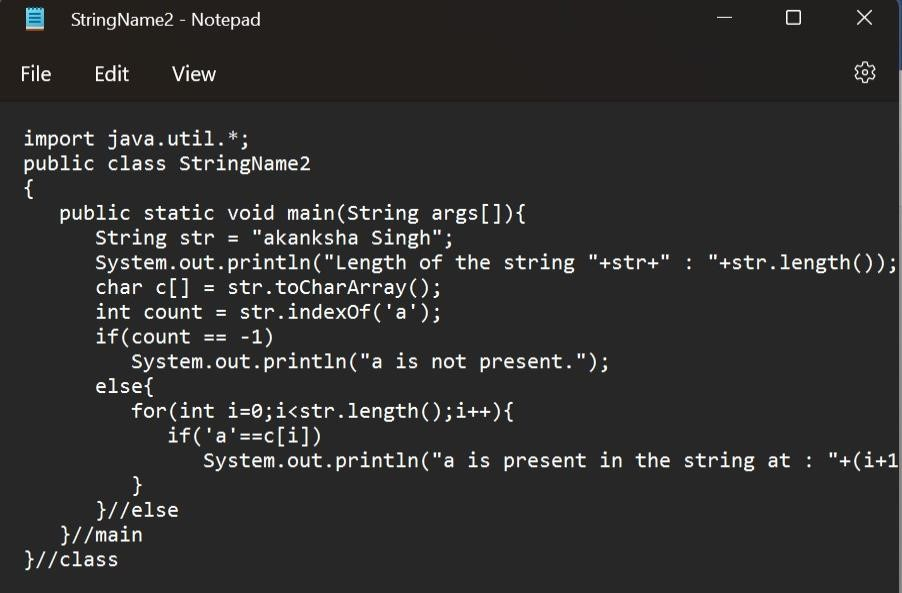 StringName2 - Notepad
File Edit View
import java.util.*;
public class StringName2
{
   public static void main(String args[]){
      String str = "akanksha Singh";
      System.out.println("Length of the string "+str+" : "+str.length());
      char c[] = str.toCharArray();
      int count = str.indexOf('a');
      if(count == -1)
         System.out.println("a is not present.");
      else{
         for(int i=0;i<str.length();i++){
            if('a'==c[i])
               System.out.println("a is present in the string at : "+(i+1
         }
      }//else
   }//main
}//class